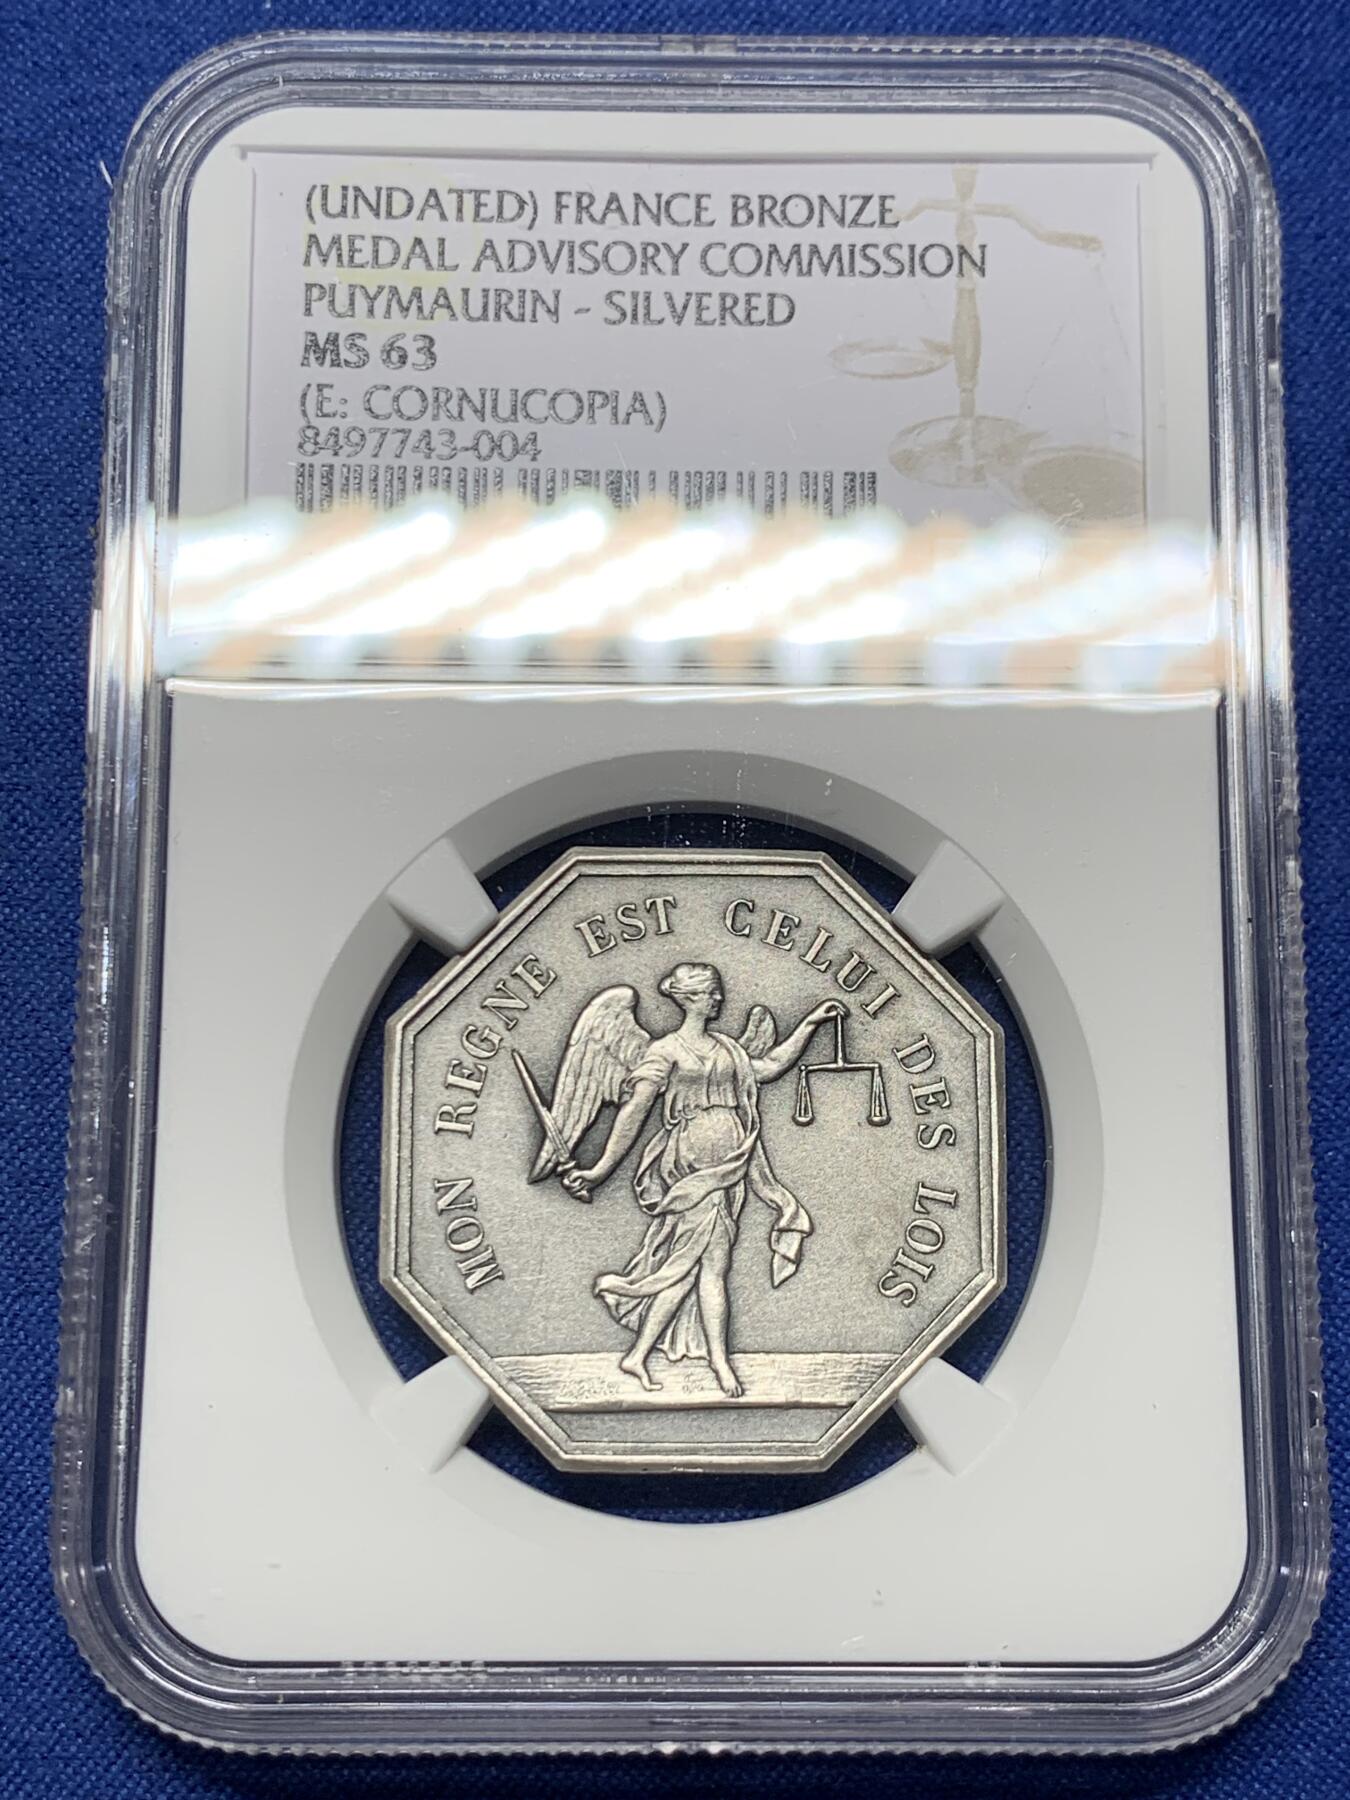 (UNDATED) FRANCE BRONZE
MEDAL ADVISORY COMMISSION
PUYMAURIN - SILVERED
MS 63
(E: CORNUCOPIA)
8497743-004
MON REGNE EST CELUI DES LOIS